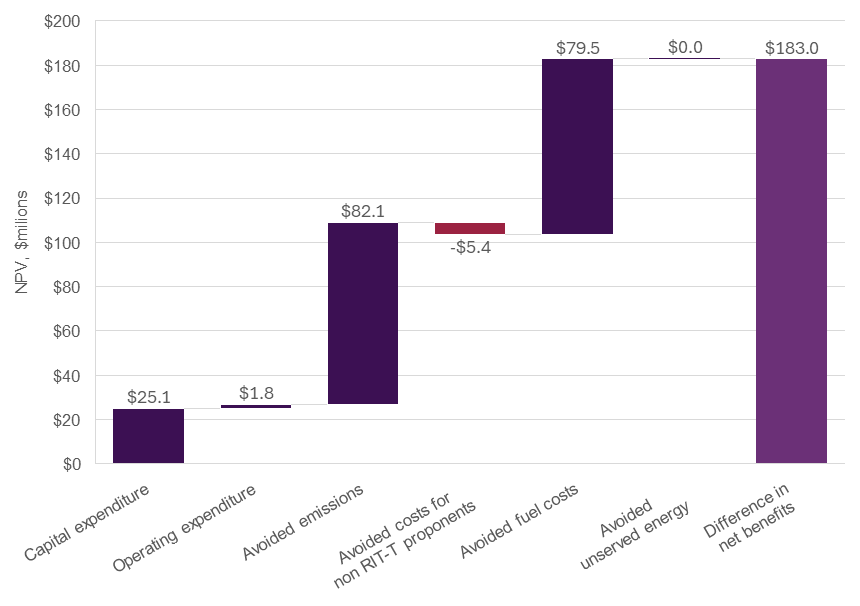 $200
$180
$160
$140
$120
$100
$80
$60
$40
$20
$0
NPV, $milions
$25.1
$1.8
$82.1
-$5.4
$79.5
$0.0
$183.0
Capital expenditure
Operating expenditure
Avoided emissions
Avoided costs for
non RIT-T proponents
Avoided fuel costs
Avoided
unserved energy
Difference in
net benefits